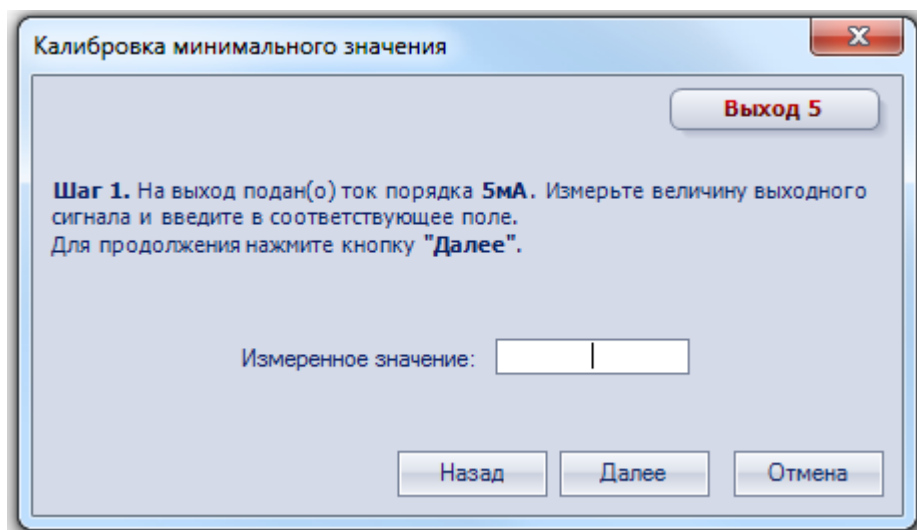 Калибровка минимального значения
Выход 5
Шаг 1. На выход подан(о) ток порядка 5мА. Измерьте величину выходного
сигнала и введите в соответствующее поле.
Для продолжения нажмите кнопку "Далее".
Измеренное значение:
Назад Далее Отмена